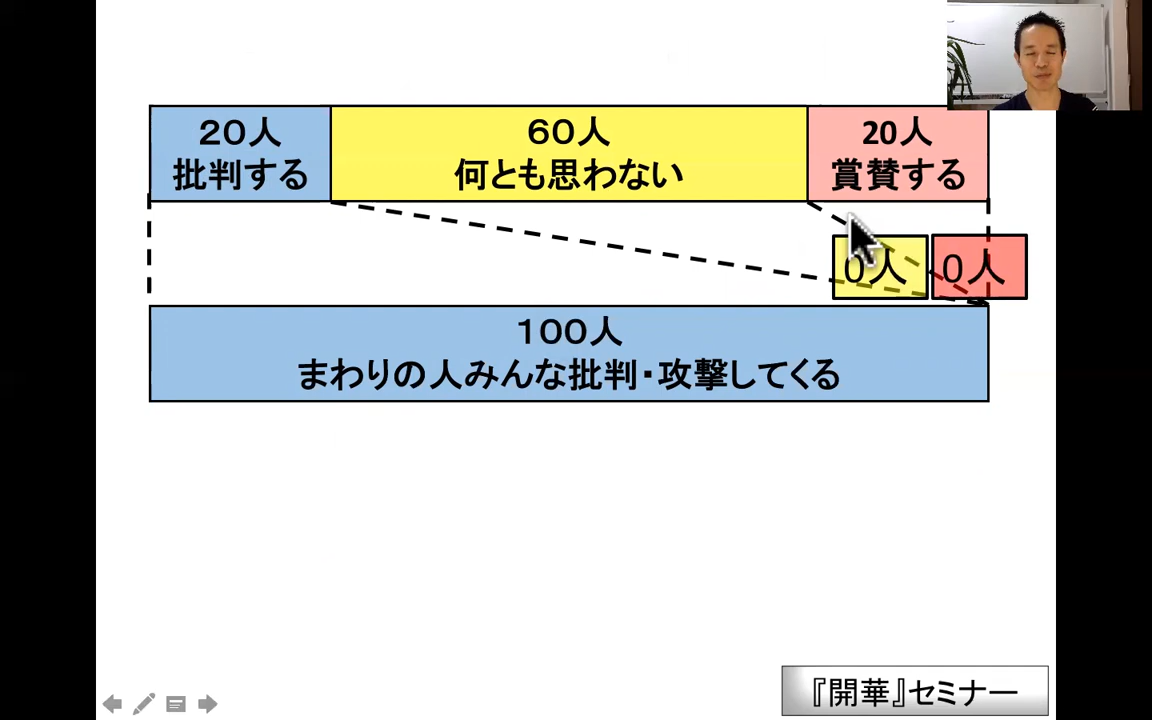 20人
批判する
60人
何とも思わない
20人
賞賛する
0人
0人
100人
まわりの人みんな批判・攻撃してくる
『開華』セミナー